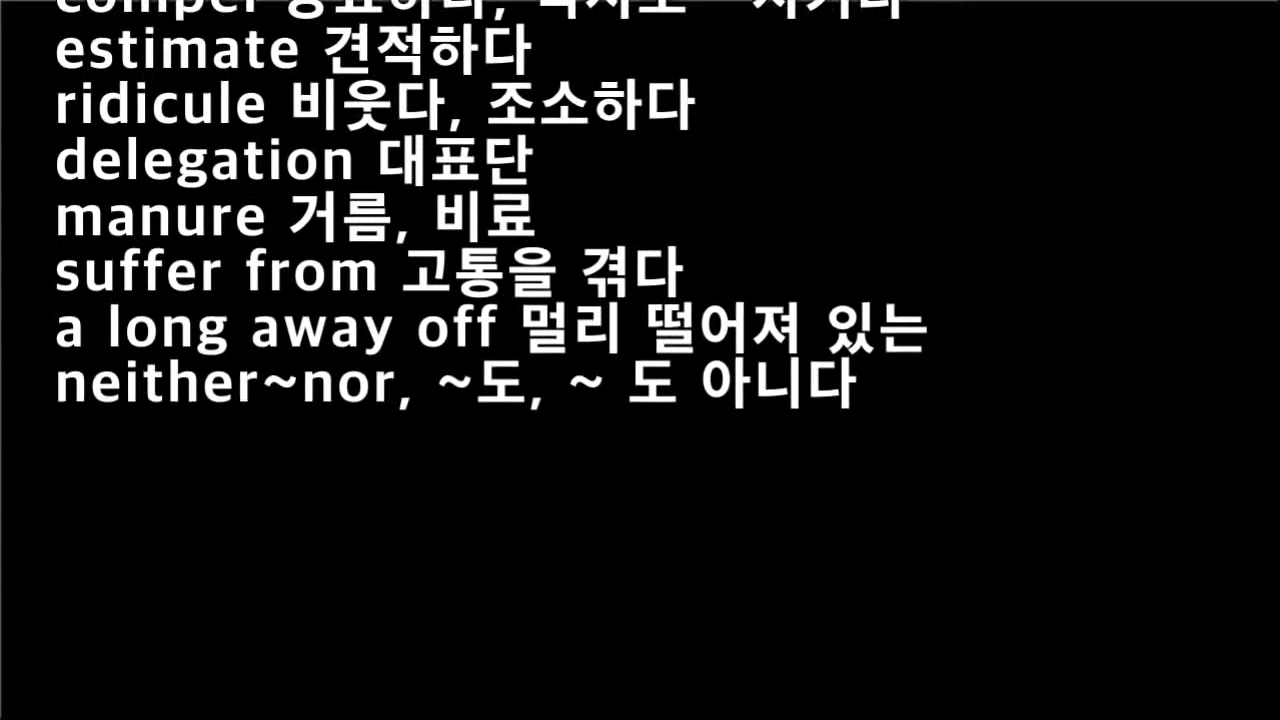 estimate 견적하다
ridicule 비웃다, 조소하다
delegation 대표단
manure 거름, 비료
suffer from 고통을 겪다
a long away off 멀리 떨어져 있는
neither~nor, ~도, ~ 도 아니다